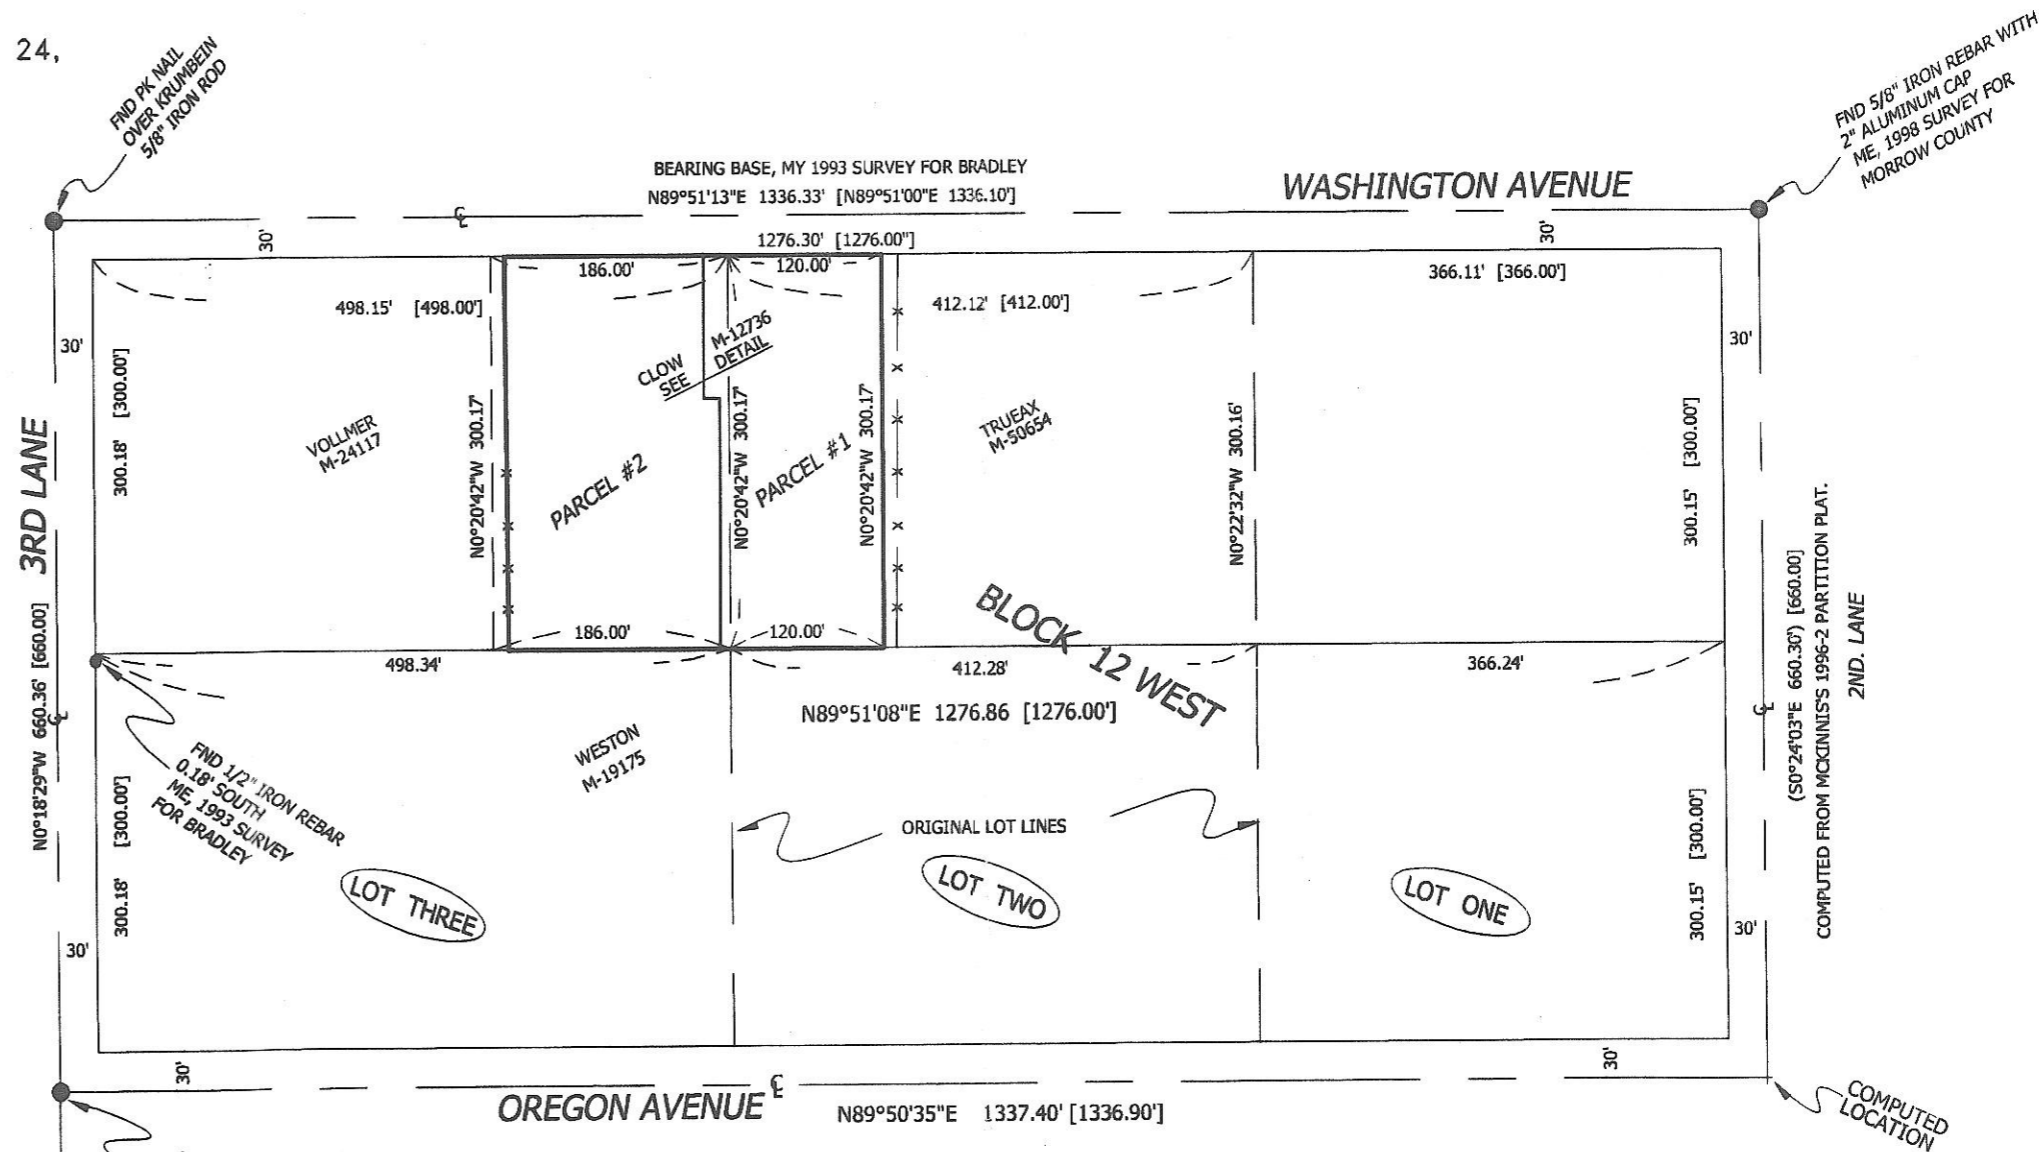 24,
FND PK NAIL
OVER KRUMBEIN
5/8" IRON ROD
FND 5/8" IRON REBAR WITH
2" ALUMINUM CAP
ME, 1998 SURVEY FOR
MORROW COUNTY
BEARING BASE, MY 1993 SURVEY FOR BRADLEY
N89°51'13"E 1336.33' [N89°51'00"E 1336.10']
WASHINGTON AVENUE
30'
1276.30' [1276.00"]
30'
186.00'
120.00'
366.11' [366.00']
498.15' [498.00']
412.12' [412.00']
30'
30'
300.18' [300.00']
CLOW M-12736
SEE DETAIL
3RD LANE
VOLLMER
M-24117
N0°20'42"W 300.17'
PARCEL #2
N0°20'42"W 300.17'
PARCEL #1
N0°20'42"W 300.17'
TRUEAX
M-50654
N0°22'32"W 300.16'
300.15' [300.00']
N0°18'29"W 660.36' [660.00]
(S0°24'03"E 660.30') [660.00]
COMPUTED FROM MCKINNIS'S 1996-2 PARTITION PLAT.
2ND. LANE
BLOCK 12 WEST
186.00'
120.00'
498.34'
412.28'
366.24'
N89°51'08"E 1276.86 [1276.00']
WESTON
M-19175
FND 1/2" IRON REBAR
0.18' SOUTH
ME, 1993 SURVEY
FOR BRADLEY
300.18' [300.00']
ORIGINAL LOT LINES
300.15' [300.00']
LOT THREE
LOT TWO
LOT ONE
30'
30'
30'
30'
OREGON AVENUE
N89°50'35"E 1337.40' [1336.90']
COMPUTED
LOCATION